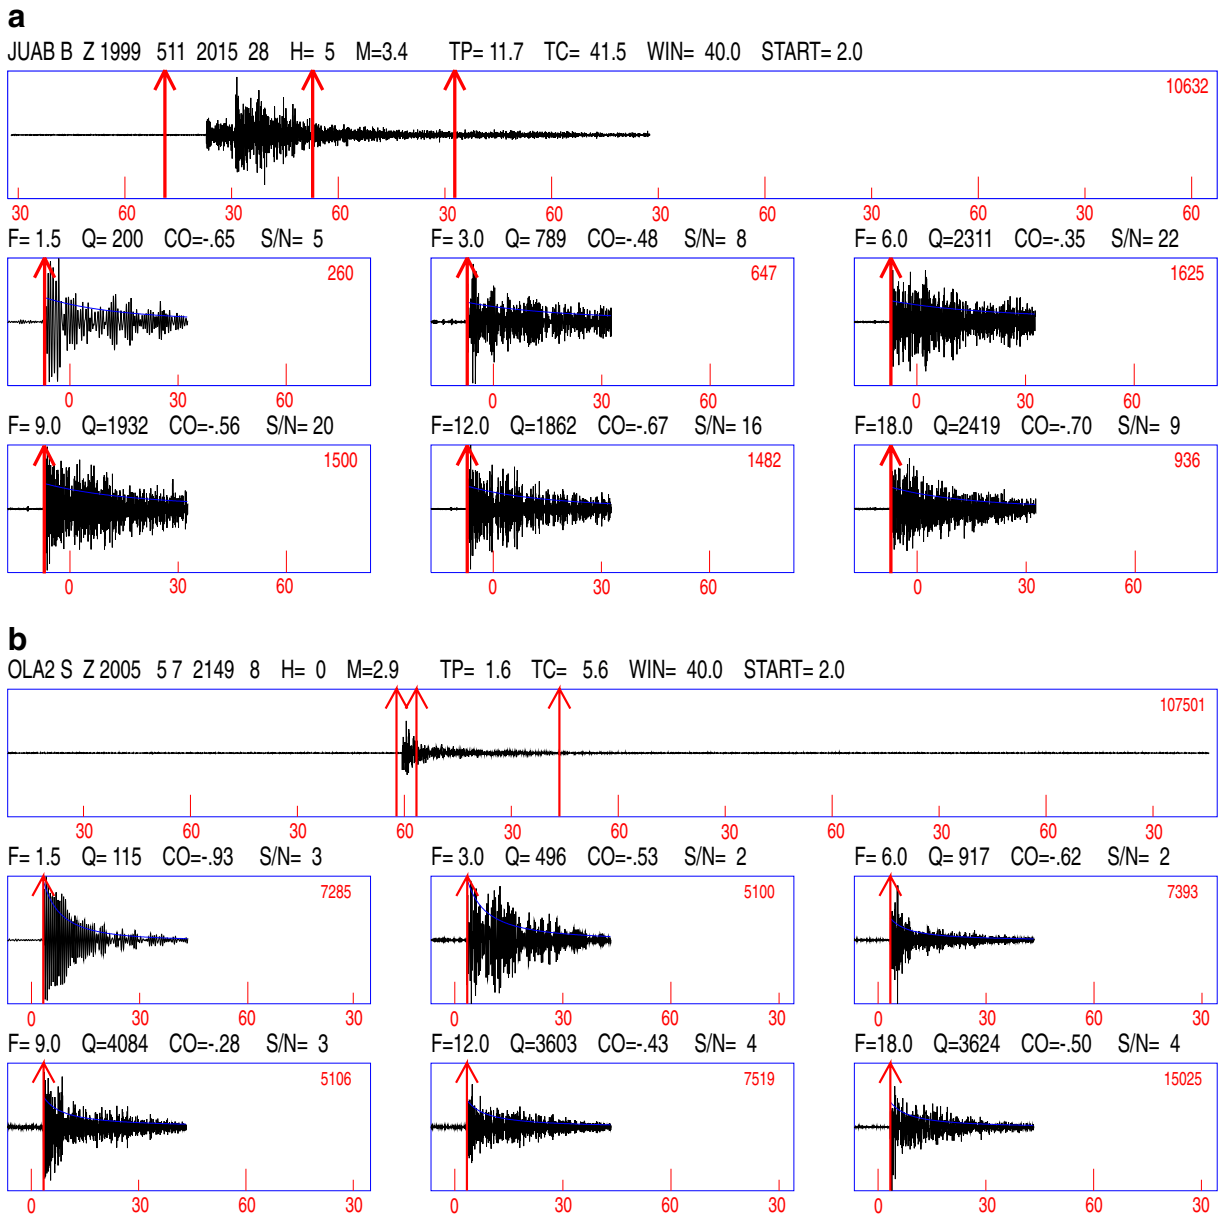 a
JUAB B Z 1999 511 2015 28 H= 5 M=3.4 TP= 11.7 TC= 41.5 WIN= 40.0 START= 2.0
10632
30 60 30 60 30 60 30 60 30 60 30 60
F= 1.5 Q= 200 CO=-.65 S/N= 5 F= 3.0 Q= 789 CO=-.48 S/N= 8 F= 6.0 Q=2311 CO=-.35 S/N= 22
260 647 1625
0 30 60 0 30 60 0 30 60
F= 9.0 Q=1932 CO=-.56 S/N= 20 F=12.0 Q=1862 CO=-.67 S/N= 16 F=18.0 Q=2419 CO=-.70 S/N= 9
1500 1482 936
0 30 60 0 30 60 0 30 60
b
OLA2 S Z 2005 5 7 2149 8 H= 0 M=2.9 TP= 1.6 TC= 5.6 WIN= 40.0 START= 2.0
107501
30 60 30 60 30 60 30 60 30 60 30
F= 1.5 Q= 115 CO=-.93 S/N= 3 F= 3.0 Q= 496 CO=-.53 S/N= 2 F= 6.0 Q= 917 CO=-.62 S/N= 2
7285 5100 7393
0 30 60 30 0 30 60 30 0 30 60 30
F= 9.0 Q=4084 CO=-.28 S/N= 3 F=12.0 Q=3603 CO=-.43 S/N= 4 F=18.0 Q=3624 CO=-.50 S/N= 4
5106 7519 15025
0 30 60 30 0 30 60 30 0 30 60 30